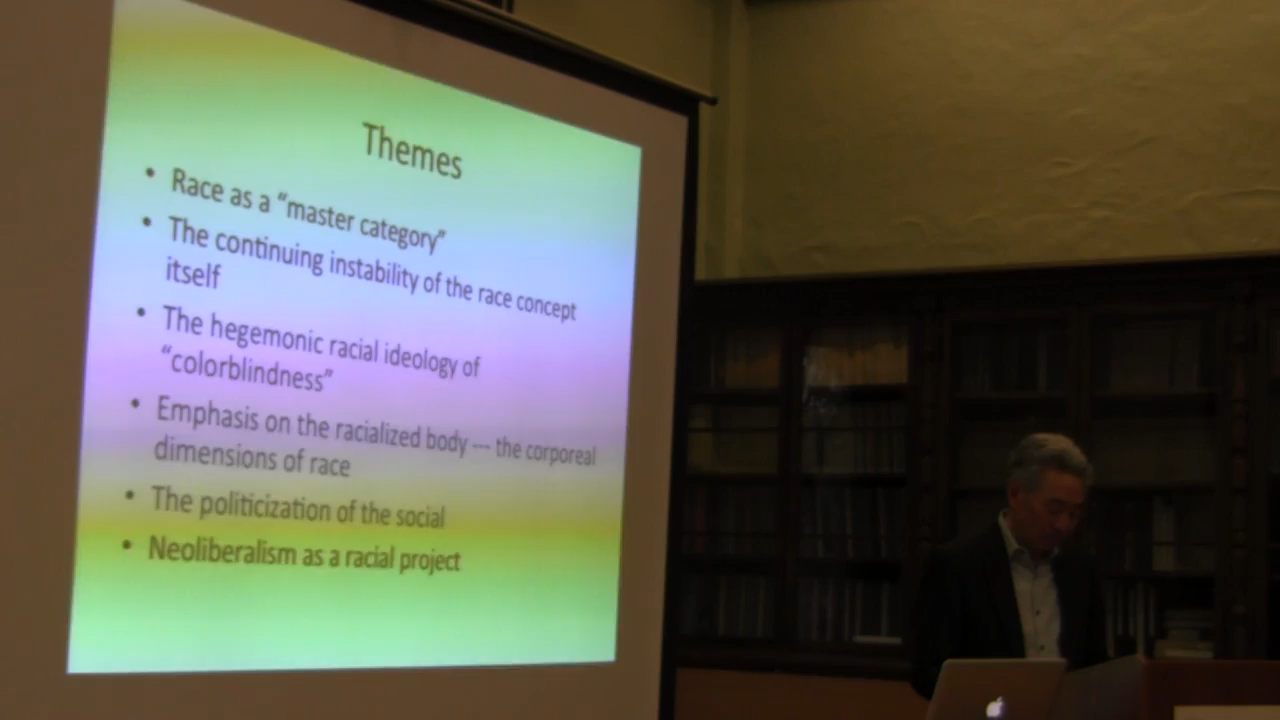 Themes
• Race as a “master category”
• The continuing instability of the race concept
itself
• The hegemonic racial ideology of
“colorblindness”
• Emphasis on the racialized body --- the corporeal
dimensions of race
• The politicization of the social
• Neoliberalism as a racial project